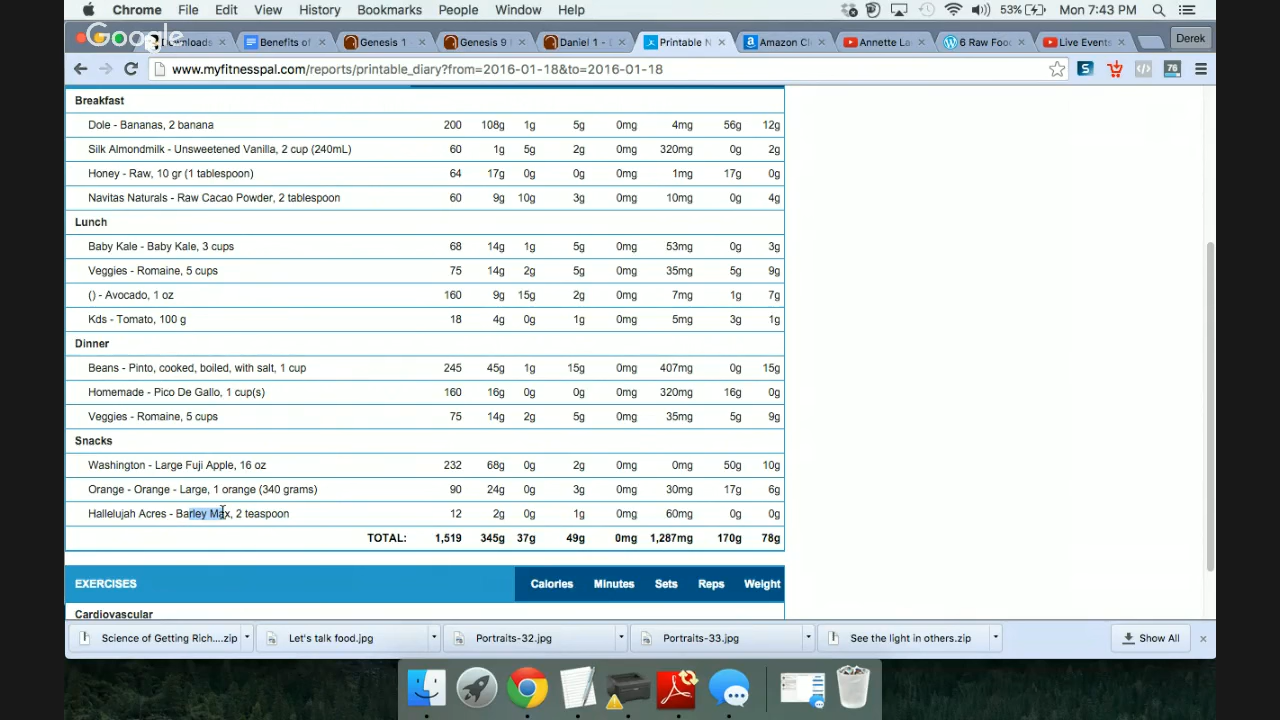 Chrome File Edit View History Bookmarks People Window Help 53% Mon 7:43 PM
Google
Downloads Benefits of Genesis 1 - Genesis 9 Daniel 1 - L Printable N Amazon Cl Annette La 6 Raw Food Live Events Derek
www.myfitnesspal.com/reports/printable_diary?from=2016-01-18&to=2016-01-18 S 76
Breakfast
Dole - Bananas, 2 banana 200 108g 1g 5g 0mg 4mg 56g 12g
Silk Almondmilk - Unsweetened Vanilla, 2 cup (240mL) 60 1g 5g 2g 0mg 320mg 0g 2g
Honey - Raw, 10 gr (1 tablespoon) 64 17g 0g 0g 0mg 1mg 17g 0g
Navitas Naturals - Raw Cacao Powder, 2 tablespoon 60 9g 10g 3g 0mg 10mg 0g 4g
Lunch
Baby Kale - Baby Kale, 3 cups 68 14g 1g 5g 0mg 53mg 0g 3g
Veggies - Romaine, 5 cups 75 14g 2g 5g 0mg 35mg 5g 9g
() - Avocado, 1 oz 160 9g 15g 2g 0mg 7mg 1g 7g
Kds - Tomato, 100 g 18 4g 0g 1g 0mg 5mg 3g 1g
Dinner
Beans - Pinto, cooked, boiled, with salt, 1 cup 245 45g 1g 15g 0mg 407mg 0g 15g
Homemade - Pico De Gallo, 1 cup(s) 160 16g 0g 0g 0mg 320mg 16g 0g
Veggies - Romaine, 5 cups 75 14g 2g 5g 0mg 35mg 5g 9g
Snacks
Washington - Large Fuji Apple, 16 oz 232 68g 0g 2g 0mg 0mg 50g 10g
Orange - Orange - Large, 1 orange (340 grams) 90 24g 0g 3g 0mg 30mg 17g 6g
Hallelujah Acres - Barley Max, 2 teaspoon 12 2g 0g 1g 0mg 60mg 0g 0g
TOTAL: 1,519 345g 37g 49g 0mg 1,287mg 170g 78g
EXERCISES Calories Minutes Sets Reps Weight
Cardiovascular
Science of Getting Rich....zip Let's talk food.jpg Portraits-32.jpg Portraits-33.jpg See the light in others.zip Show All